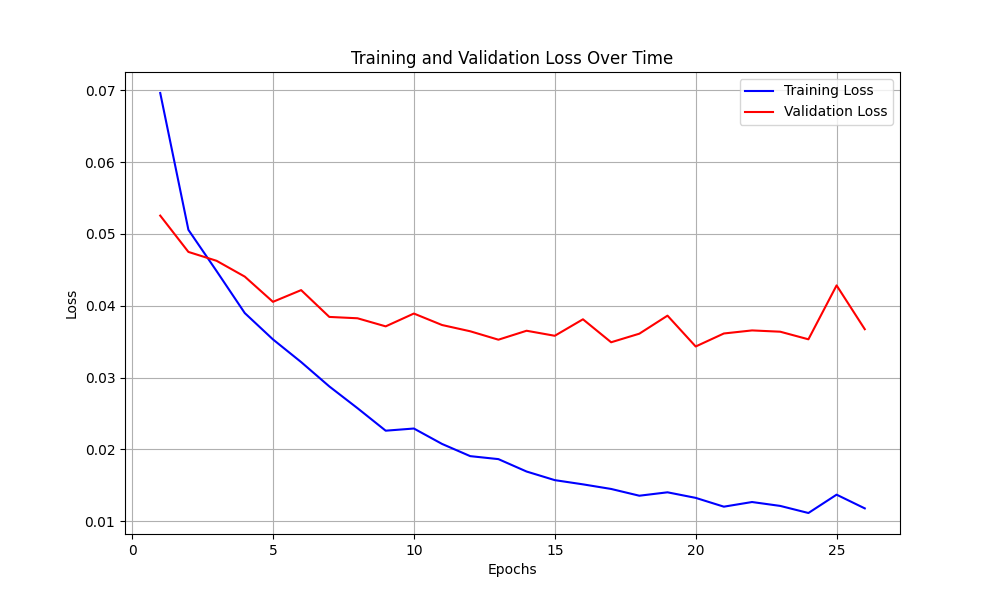 Training and Validation Loss Over Time
Training Loss
Validation Loss
0.07
0.06
0.05
0.04
0.03
0.02
0.01
Loss
0
5
10
15
20
25
Epochs